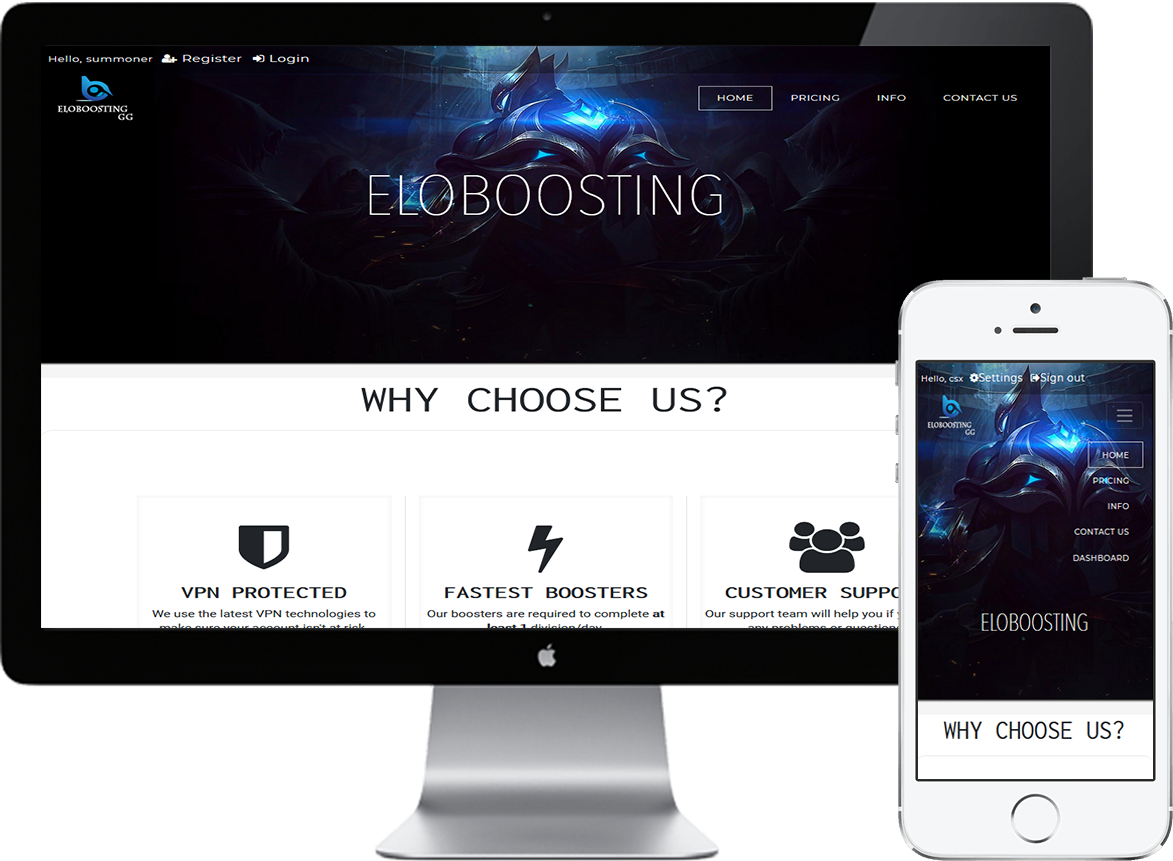 Hello, summoner Register Login
ELOBOOSTING
GG
HOME PRICING INFO CONTACT US
ELOBOOSTING
WHY CHOOSE US?
VPN PROTECTED
We use the latest VPN technologies to
make sure your account isn't at risk
FASTEST BOOSTERS
Our boosters are required to complete at
least 1 division/day
CUSTOMER SUPPO
Our support team will help you if
any problems or question
Hello, csx Settings Sign out
ELOBOOSTING
GG
HOME
PRICING
INFO
CONTACT US
DASHBOARD
ELOBOOSTING
WHY CHOOSE US?